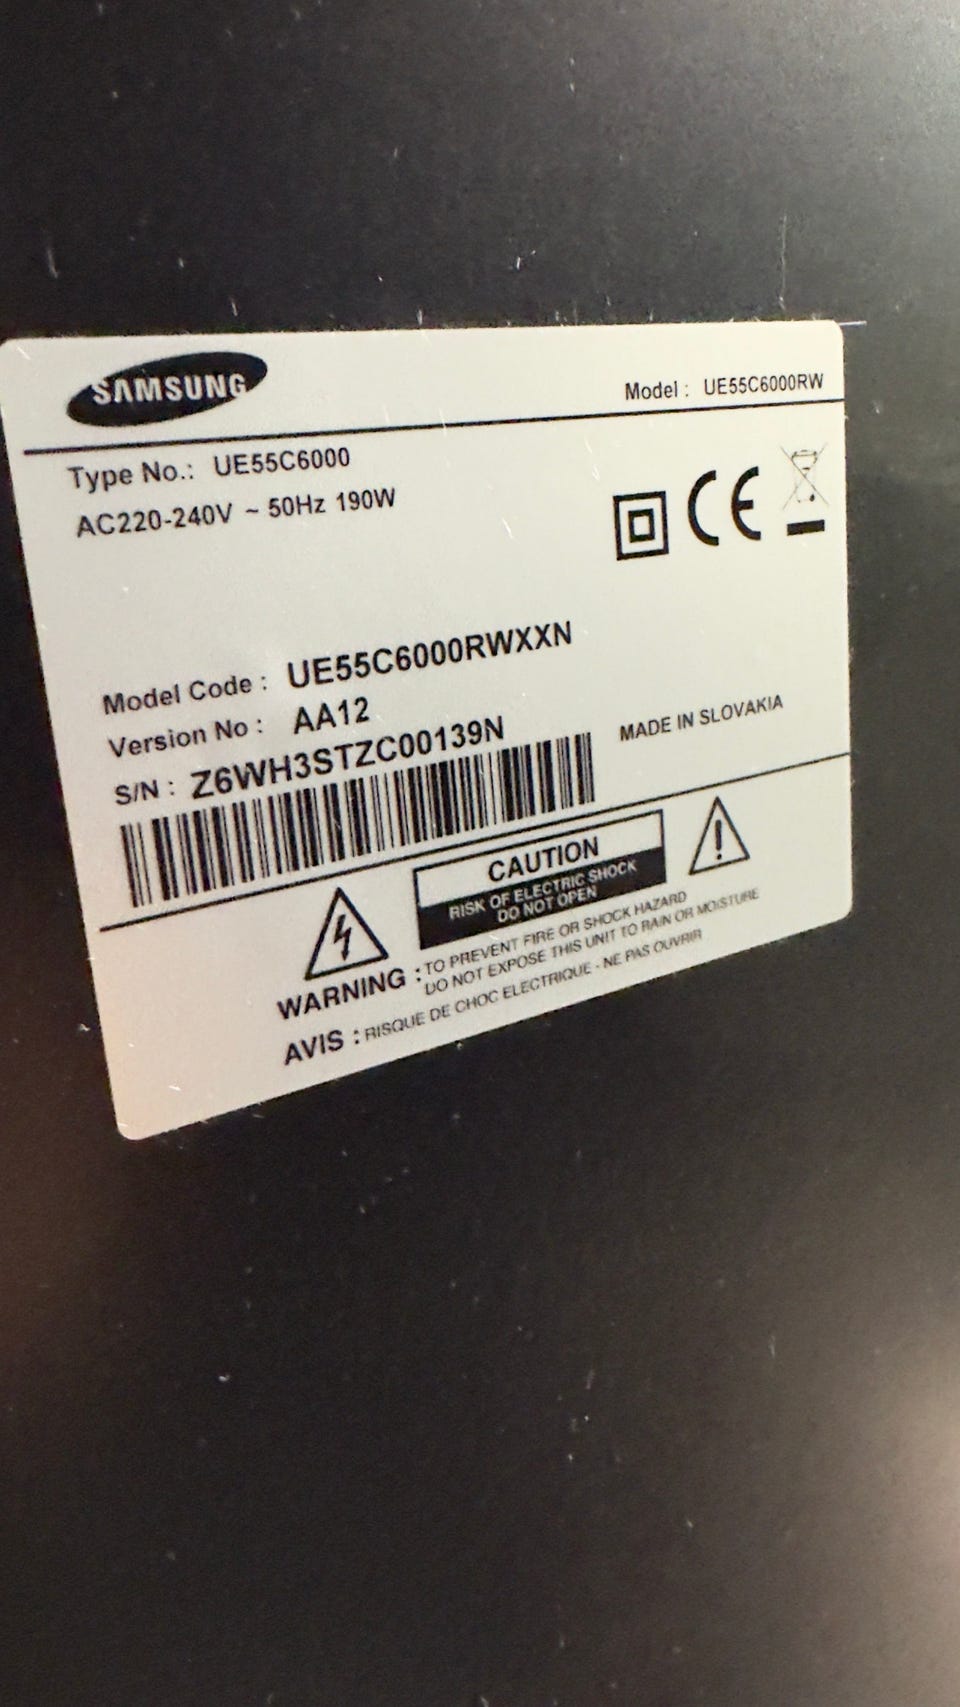 SAMSUNG
Model : UE55C6000RW
Type No.: UE55C6000
AC220-240V ~ 50Hz 190W
CE
Model Code : UE55C6000RWXXN
Version No : AA12
S/N : Z6WH3STZC00139N
MADE IN SLOVAKIA
CAUTION
RISK OF ELECTRIC SHOCK
DO NOT OPEN
WARNING : TO PREVENT FIRE OR SHOCK HAZARD
DO NOT EXPOSE THIS UNIT TO RAIN OR MOISTURE
AVIS : RISQUE DE CHOC ELECTRIQUE - NE PAS OUVRIR